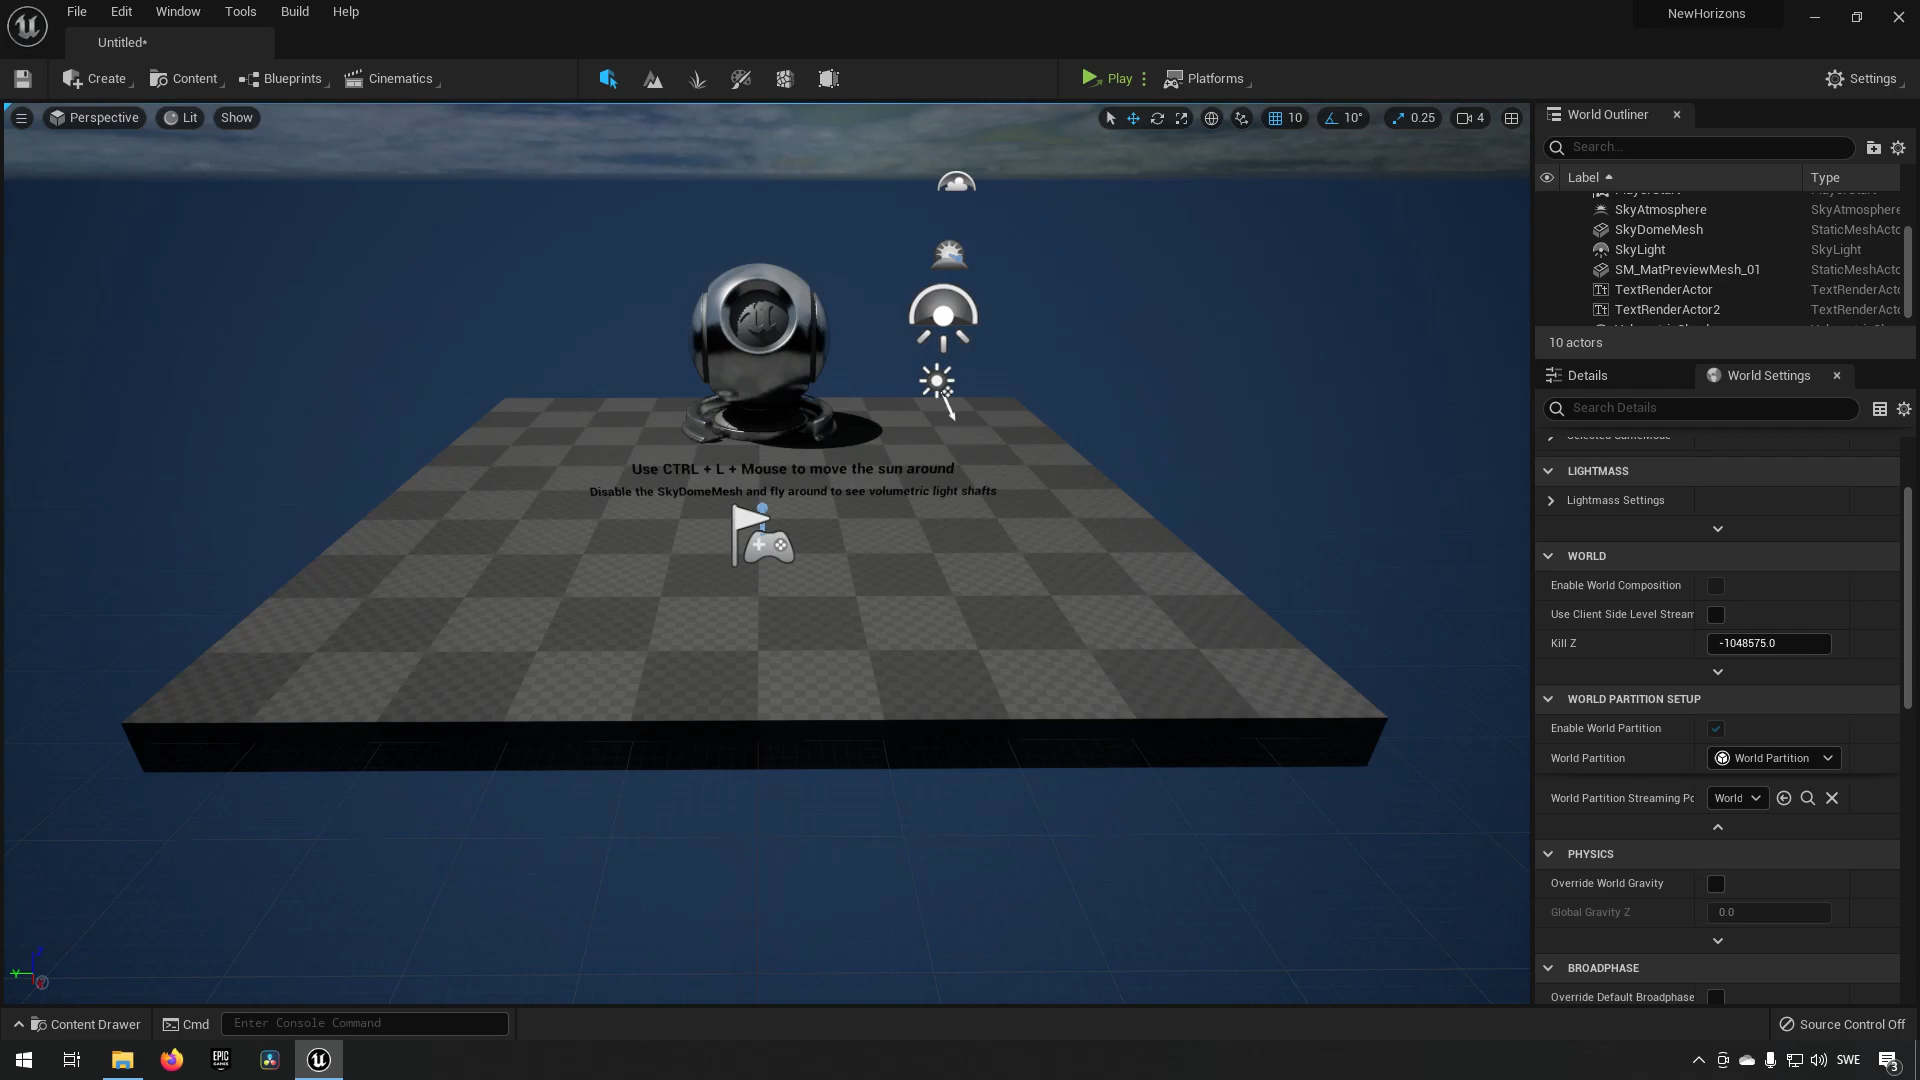 File Edit Window Tools Build Help
NewHorizons
Untitled*
Create Content Blueprints Cinematics Play Platforms Settings
Perspective Lit Show 10 10° 0.25 4
World Outliner
Search...
Label Type
SkyAtmosphere SkyAtmosphere
SkyDomeMesh StaticMeshActo
SkyLight SkyLight
SM_MatPreviewMesh_01 StaticMeshActo
TextRenderActor TextRenderActo
TextRenderActor2 TextRenderActo
10 actors
Details World Settings
Search Details
LIGHTMASS
Lightmass Settings
WORLD
Enable World Composition
Use Client Side Level Stream
Kill Z -1048575.0
WORLD PARTITION SETUP
Enable World Partition
World Partition World Partition
World Partition Streaming Po World
PHYSICS
Override World Gravity
Global Gravity Z 0.0
BROADPHASE
Override Default Broadphase
Use CTRL + L + Mouse to move the sun around
Disable the SkyDomeMesh and fly around to see volumetric light shafts
Content Drawer Cmd Enter Console Command Source Control Off
EPIC GAMES
SWE 3